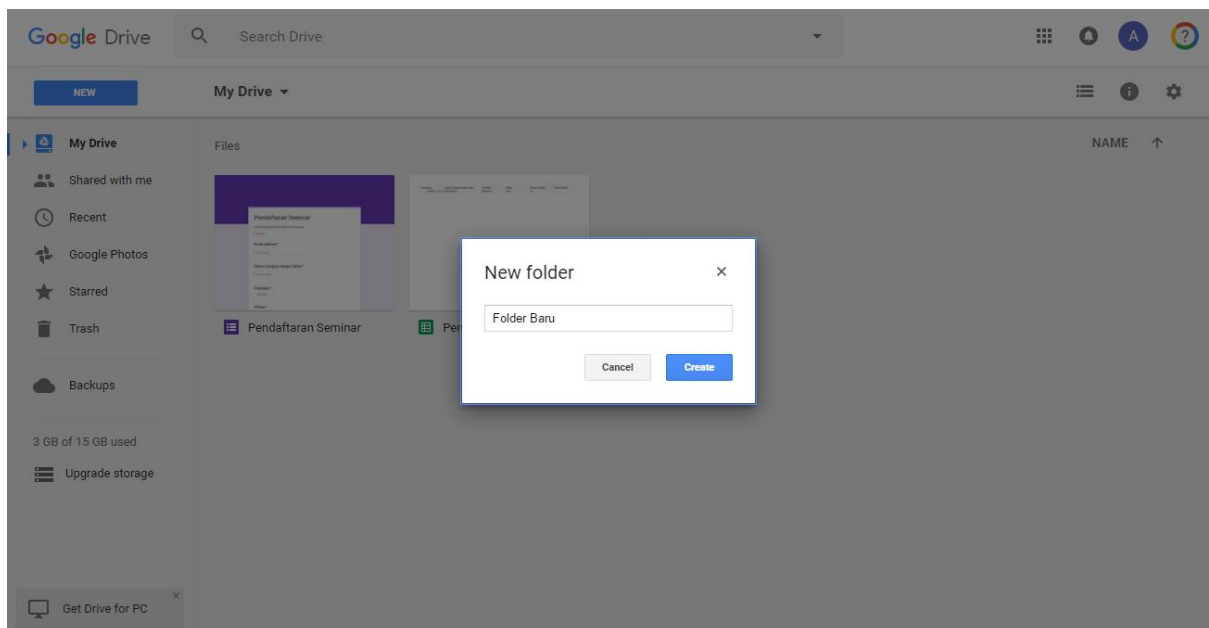 Google Drive
Search Drive
A
?
NEW
My Drive
My Drive
Shared with me
Recent
Google Photos
Starred
Trash
Backups
3 GB of 15 GB used
Upgrade storage
Get Drive for PC
Files
NAME
Pendaftaran Seminar
Pendaftaran Seminar
Per
New folder
Folder Baru
Cancel
Create